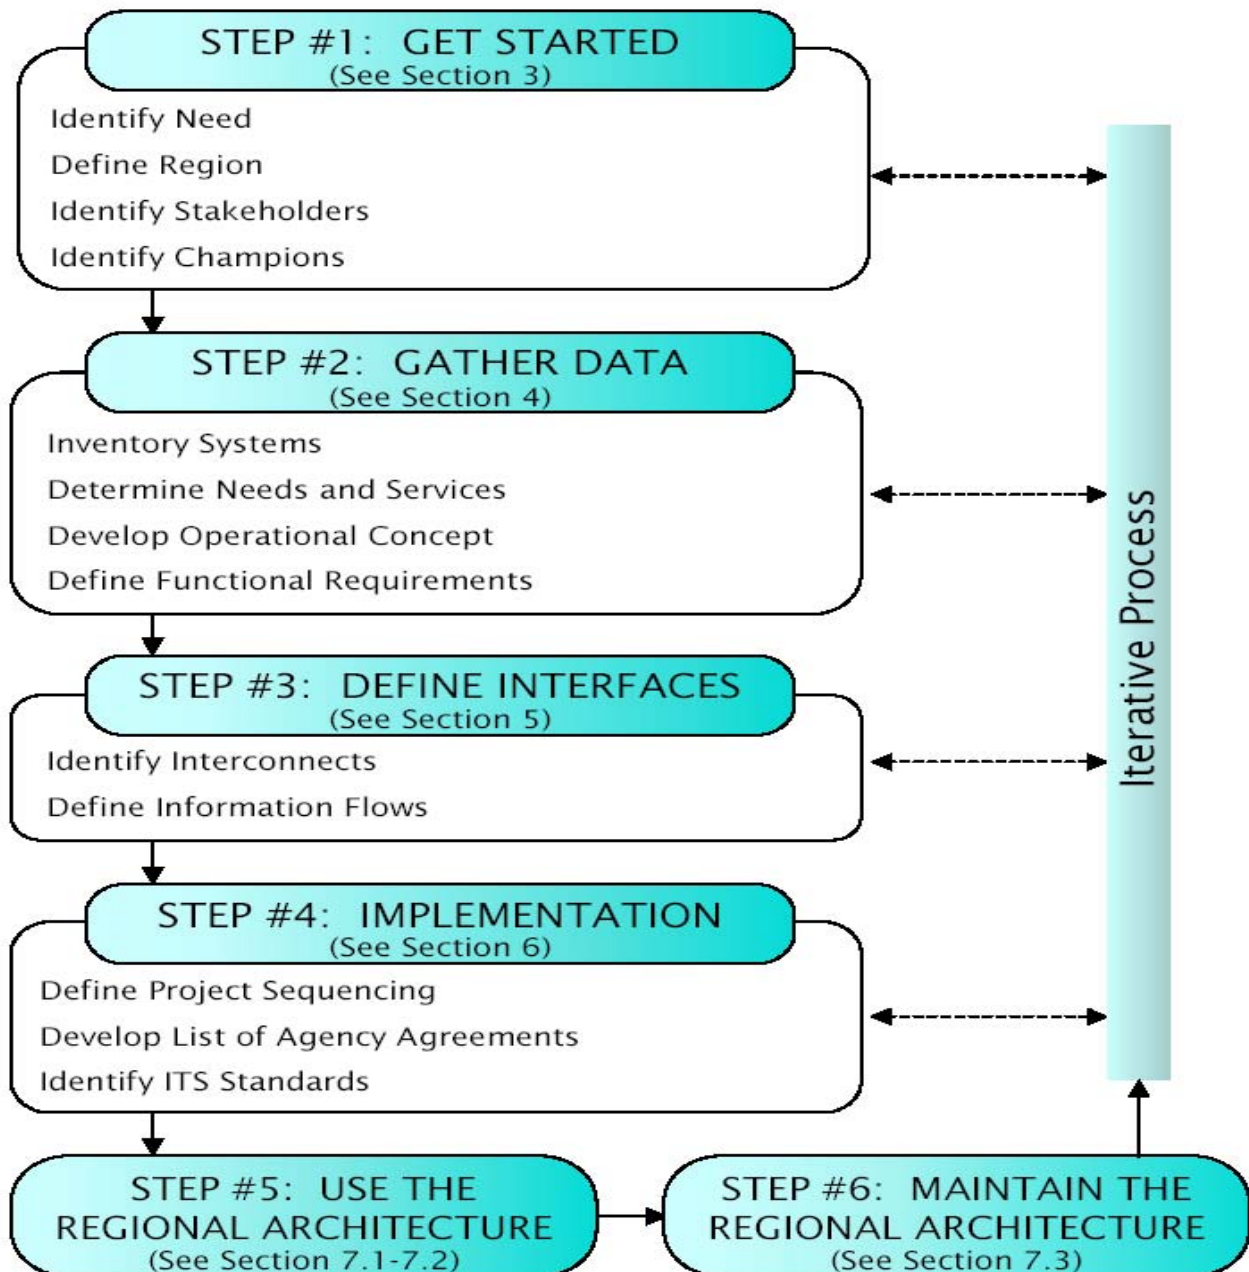 STEP #1: GET STARTED
(See Section 3)
Identify Need
Define Region
Identify Stakeholders
Identify Champions
STEP #2: GATHER DATA
(See Section 4)
Inventory Systems
Determine Needs and Services
Develop Operational Concept
Define Functional Requirements
STEP #3: DEFINE INTERFACES
(See Section 5)
Identify Interconnects
Define Information Flows
STEP #4: IMPLEMENTATION
(See Section 6)
Define Project Sequencing
Develop List of Agency Agreements
Identify ITS Standards
STEP #5: USE THE
REGIONAL ARCHITECTURE
(See Section 7.1-7.2)
STEP #6: MAINTAIN THE
REGIONAL ARCHITECTURE
(See Section 7.3)
Iterative Process